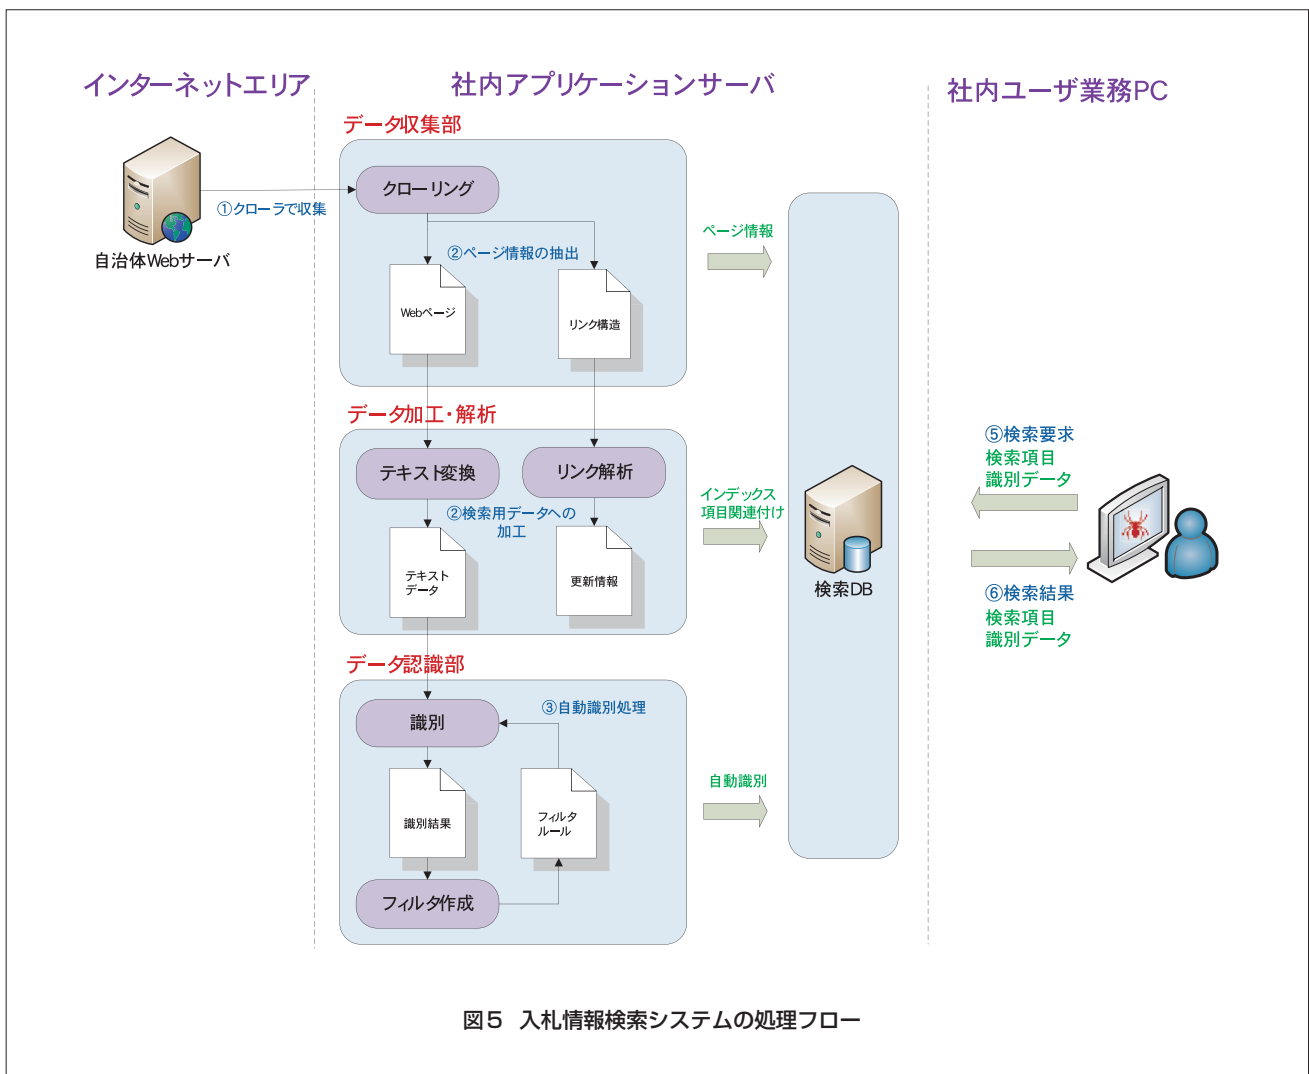 インターネットエリア
社内アプリケーションサーバ
社内ユーザ業務PC
データ収集部
クローリング
①クローラで収集
自治体Webサーバ
②ページ情報の抽出
Webページ
リンク構造
ページ情報
データ加工・解析
テキスト変換
リンク解析
②検索用データへの
加工
テキスト
データ
更新情報
インデックス
項目関連付け
検索DB
⑤検索要求
検索項目
識別データ
⑥検索結果
検索項目
識別データ
データ認識部
識別
③自動識別処理
識別結果
フィルタ
ルール
フィルタ作成
自動識別
図5 入札情報検索システムの処理フロー